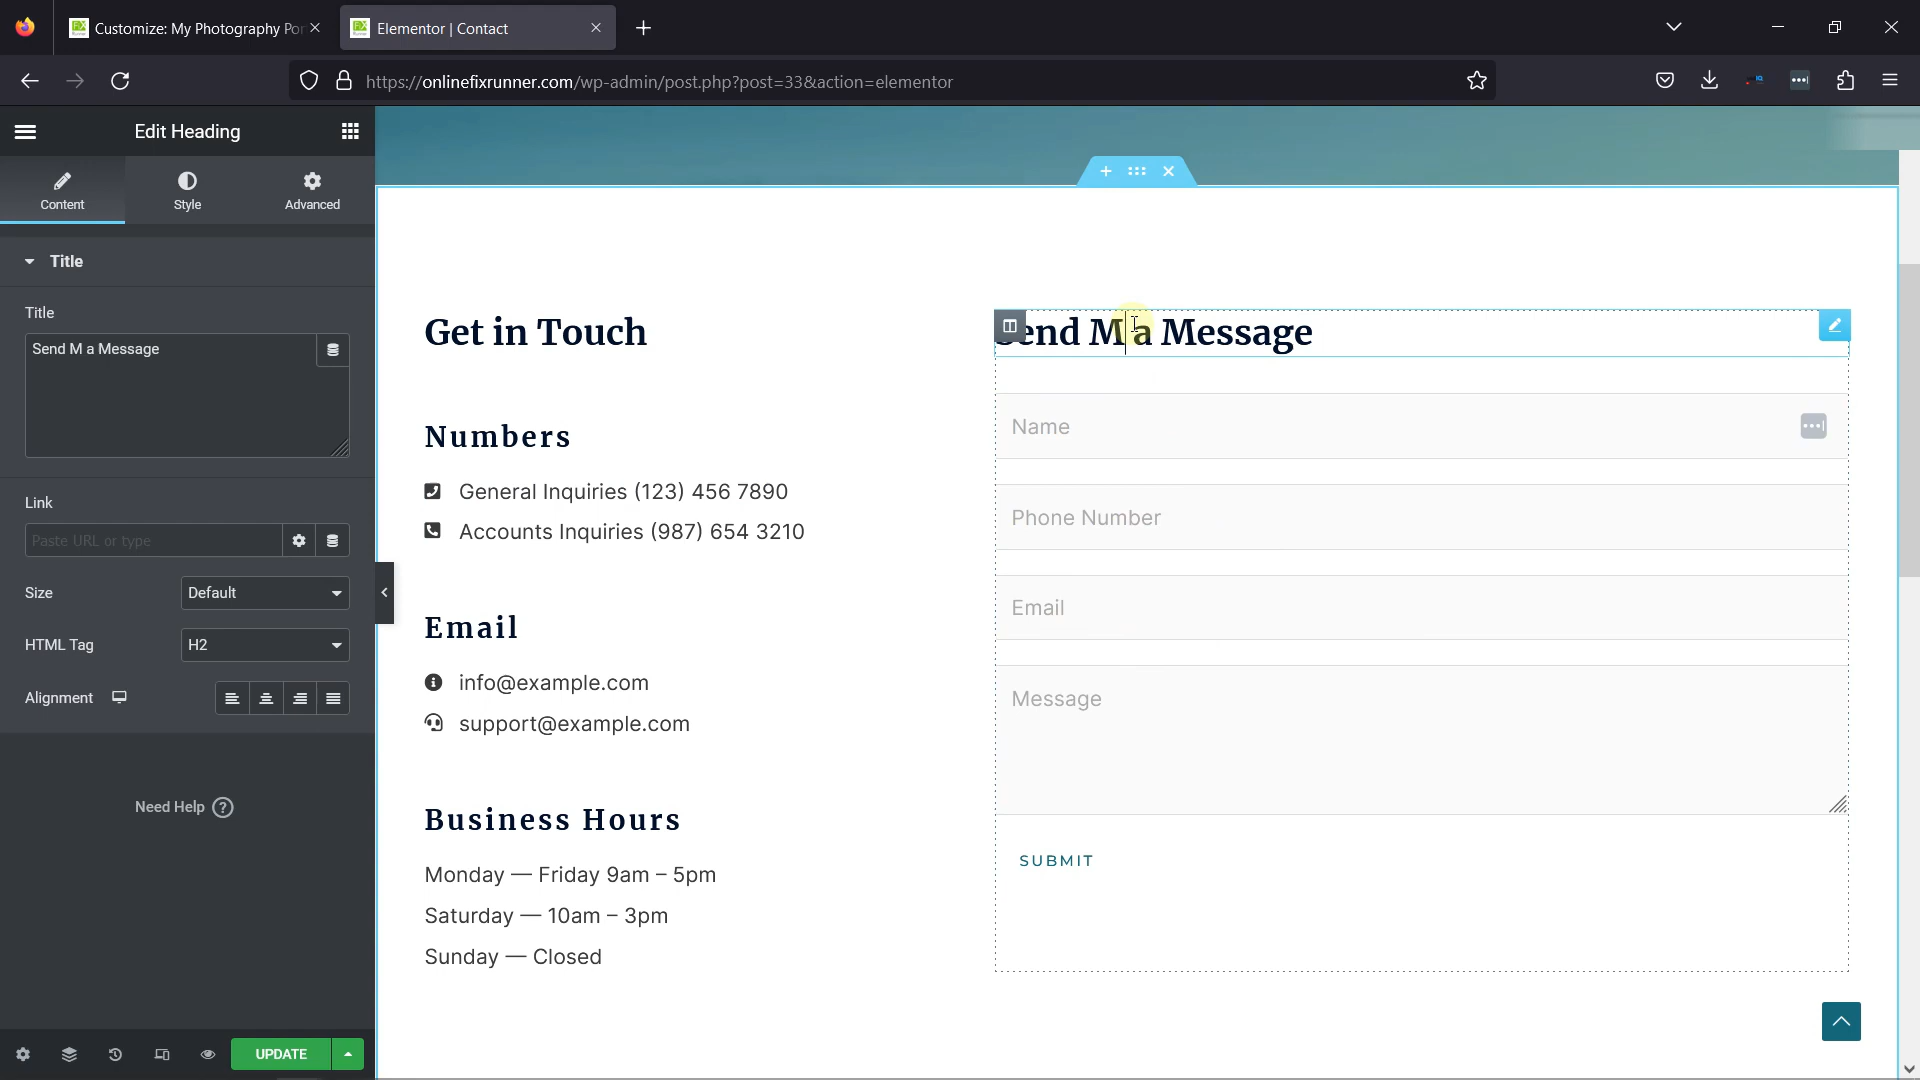 Customize: My Photography Por
Elementor | Contact
https://onlinefixrunner.com/wp-admin/post.php?post=33&action=elementor
Edit Heading
Content
Style
Advanced
Title
Title
Send M a Message
Link
Paste URL or type
Size
Default
HTML Tag
H2
Alignment
Need Help ?
UPDATE
Get in Touch
Numbers
General Inquiries (123) 456 7890
Accounts Inquiries (987) 654 3210
Email
info@example.com
support@example.com
Business Hours
Monday — Friday 9am – 5pm
Saturday — 10am – 3pm
Sunday — Closed
Send M a Message
Name
Phone Number
Email
Message
SUBMIT